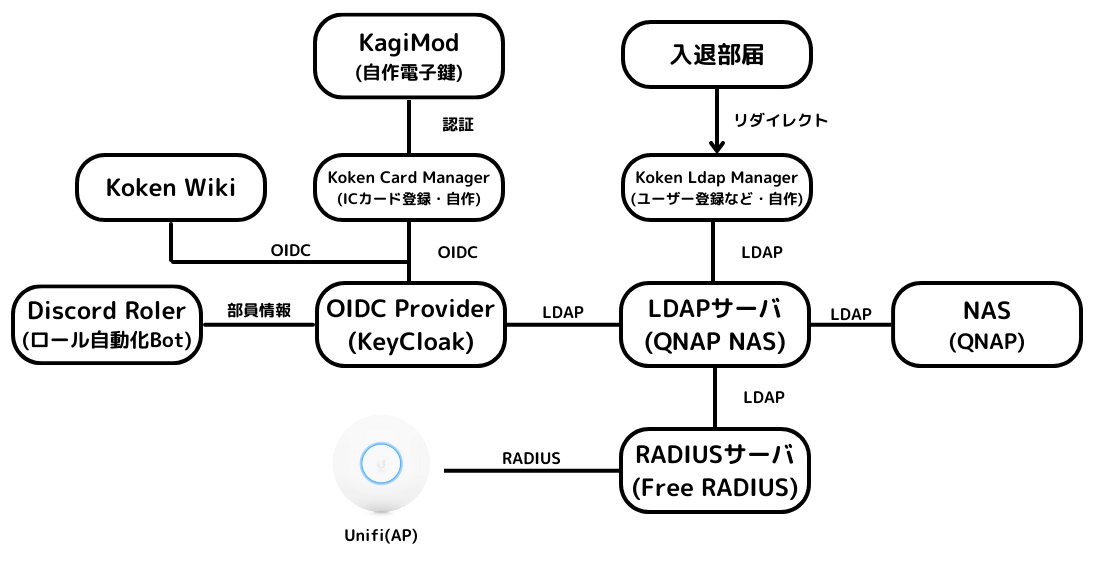 KagiMod
(自作電子鍵)
入退部届
認証
リダイレクト
Koken Wiki
Koken Card Manager
(ICカード登録・自作)
Koken Ldap Manager
(ユーザー登録など・自作)
OIDC
OIDC
LDAP
Discord Roler
(ロール自動化Bot)
部員情報
OIDC Provider
(KeyCloak)
LDAP
LDAPサーバ
(QNAP NAS)
LDAP
NAS
(QNAP)
LDAP
RADIUS
RADIUSサーバ
(Free RADIUS)
Unifi(AP)